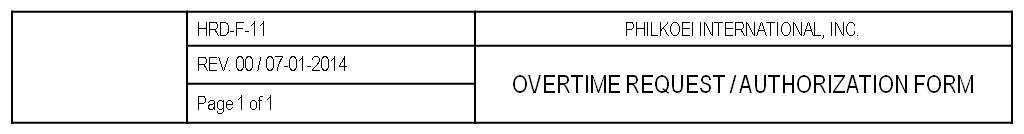 HRD-F-11
PHILKOEI INTERNATIONAL, INC.
REV. 00 / 07-01-2014
OVERTIME REQUEST / AUTHORIZATION FORM
Page 1 of 1